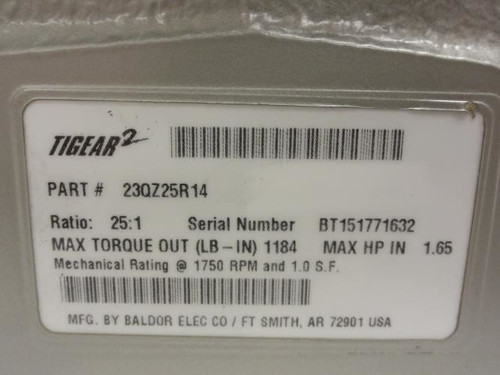 TIGEAR2
PART # 23QZ25R14
Ratio: 25:1 Serial Number BT151771632
MAX TORQUE OUT (LB-IN) 1184 MAX HP IN 1.65
Mechanical Rating @ 1750 RPM and 1.0 S.F.
MFG. BY BALDOR ELEC CO / FT SMITH, AR 72901 USA